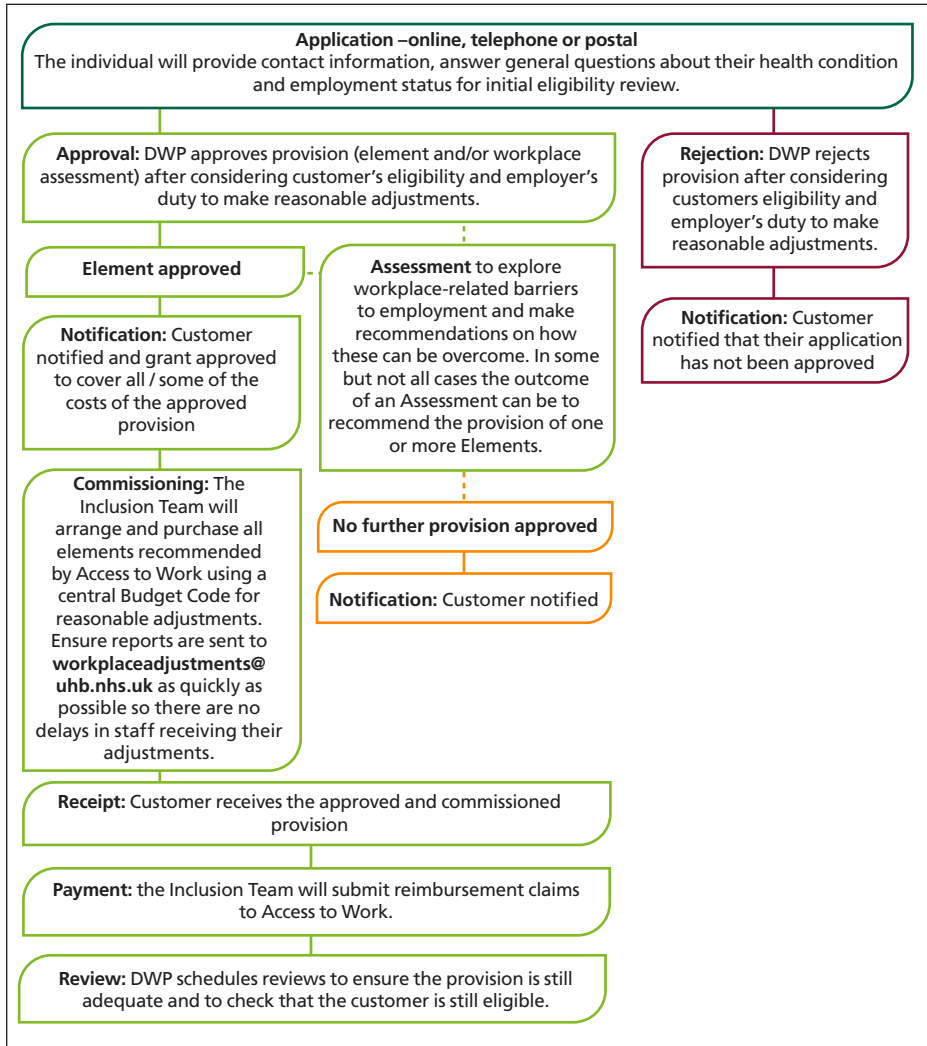 Application –online, telephone or postal
The individual will provide contact information, answer general questions about their health condition
and employment status for initial eligibility review.
Approval: DWP approves provision (element and/or workplace
assessment) after considering customer's eligibility and employer's
duty to make reasonable adjustments.
Rejection: DWP rejects
provision after considering
customers eligibility and
employer's duty to make
reasonable adjustments.
Element approved
Assessment to explore
workplace-related barriers
to employment and make
recommendations on how
these can be overcome. In some
but not all cases the outcome
of an Assessment can be to
recommend the provision of one
or more Elements.
Notification: Customer
notified that their application
has not been approved
Notification: Customer
notified and grant approved
to cover all / some of the
costs of the approved
provision
Commissioning: The
Inclusion Team will
arrange and purchase all
elements recommended
by Access to Work using a
central Budget Code for
reasonable adjustments.
Ensure reports are sent to
workplaceadjustments@
uhb.nhs.uk as quickly as
possible so there are no
delays in staff receiving their
adjustments.
No further provision approved
Notification: Customer notified
Receipt: Customer receives the approved and commissioned
provision
Payment: the Inclusion Team will submit reimbursement claims
to Access to Work.
Review: DWP schedules reviews to ensure the provision is still
adequate and to check that the customer is still eligible.